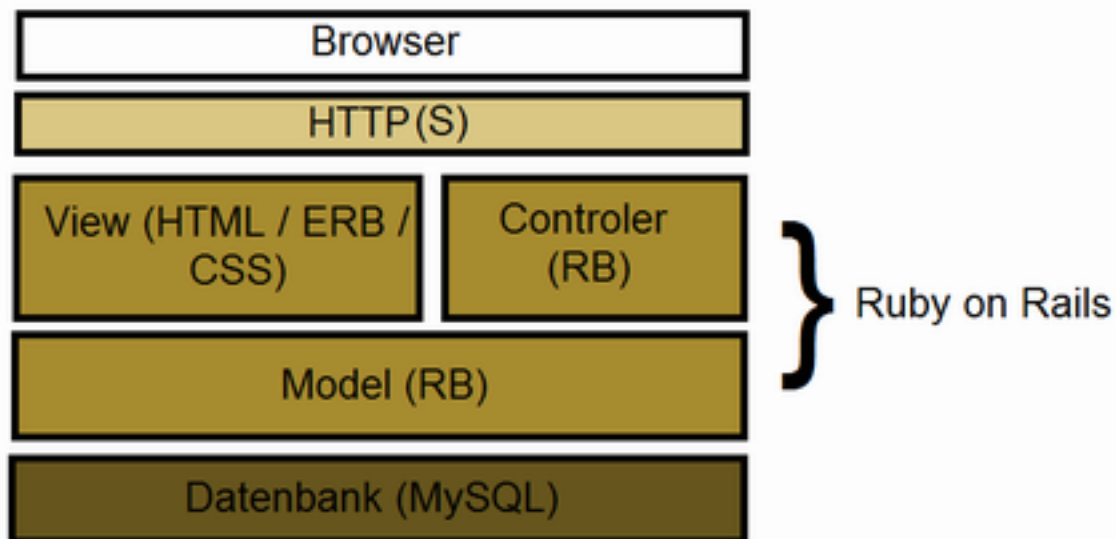 Browser
HTTP(S)
View (HTML / ERB /
CSS)
Controler
(RB)
Ruby on Rails
Model (RB)
Datenbank (MySQL)